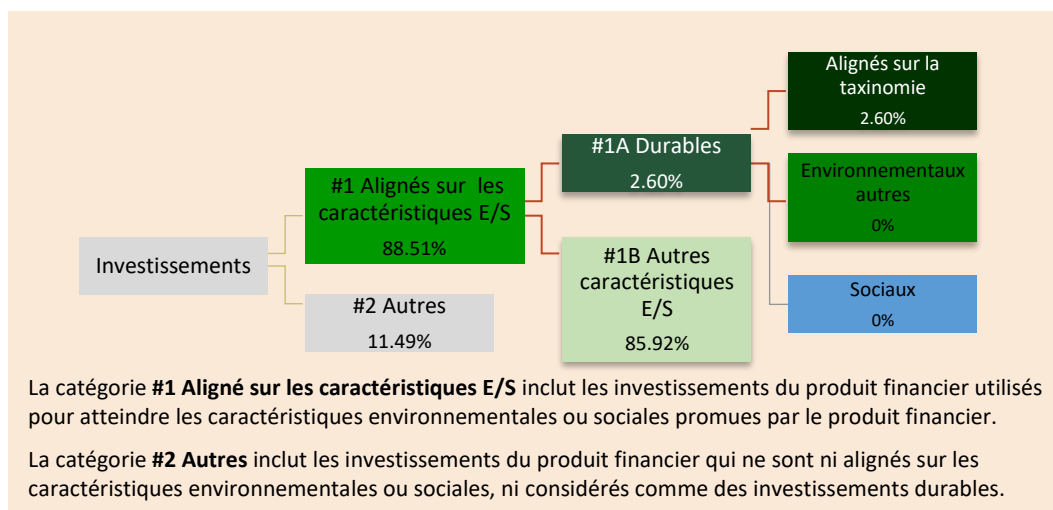 Investissements
#1 Alignés sur les
caractéristiques E/S
88.51%
#2 Autres
11.49%
#1A Durables
2.60%
#1B Autres
caractéristiques
E/S
85.92%
Alignés sur la
taxinomie
2.60%
Environnementaux
autres
0%
Sociaux
0%
La catégorie #1 Aligné sur les caractéristiques E/S inclut les investissements du produit financier utilisés
pour atteindre les caractéristiques environnementales ou sociales promues par le produit financier.
La catégorie #2 Autres inclut les investissements du produit financier qui ne sont ni alignés sur les
caractéristiques environnementales ou sociales, ni considérés comme des investissements durables.